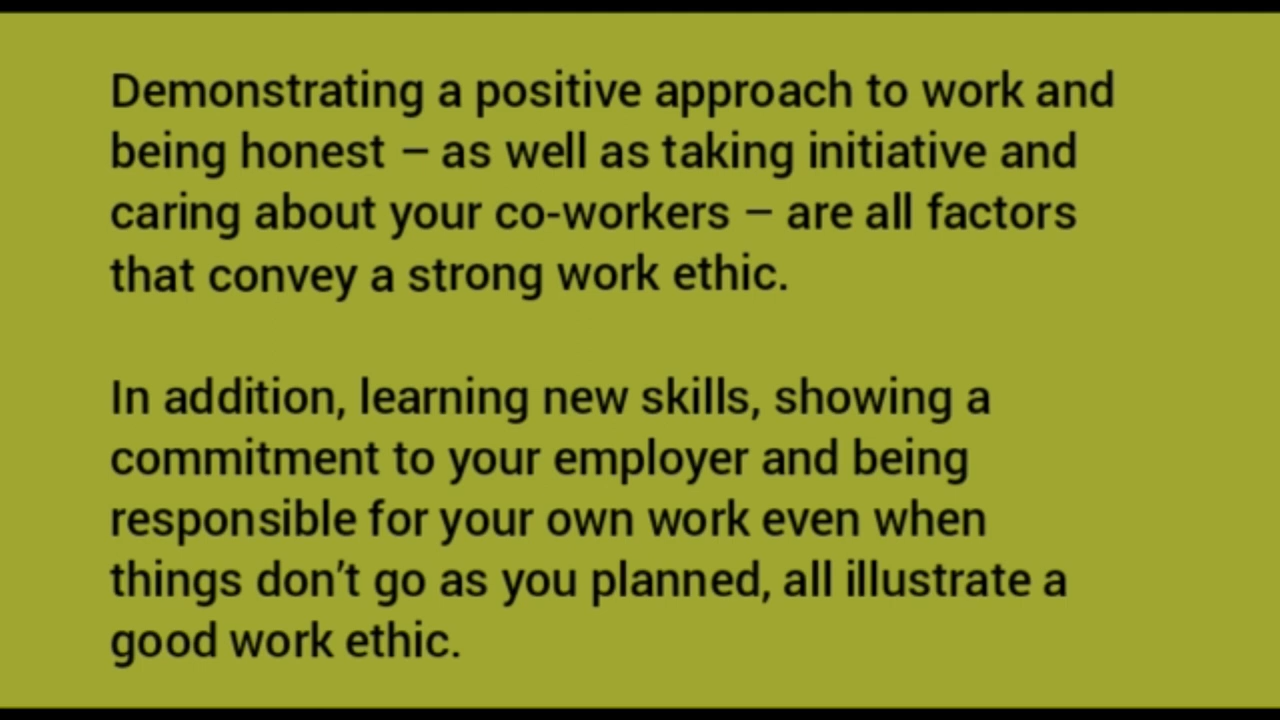 Demonstrating a positive approach to work and
being honest – as well as taking initiative and
caring about your co-workers – are all factors
that convey a strong work ethic.
In addition, learning new skills, showing a
commitment to your employer and being
responsible for your own work even when
things don’t go as you planned, all illustrate a
good work ethic.